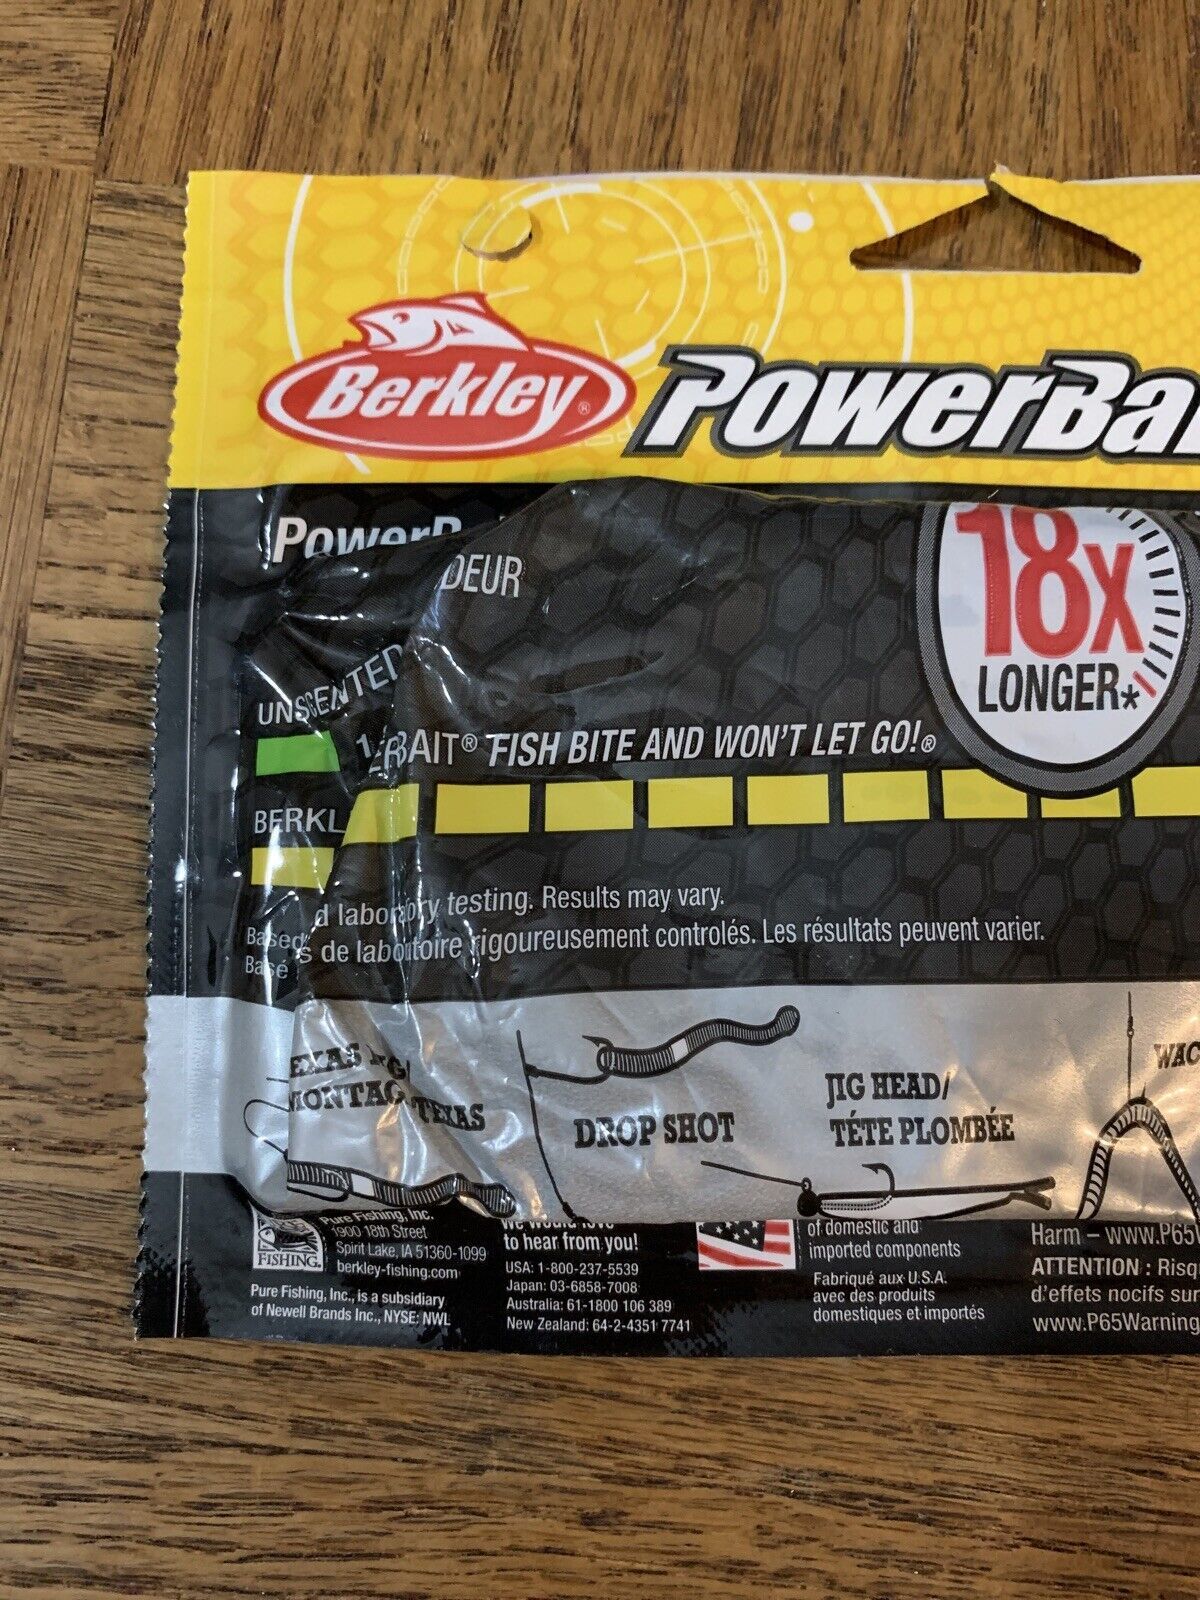 Berkley®
PowerBa
PowerB
DEUR
18X
LONGER*
UNSCENTED
BAIT® FISH BITE AND WON'T LET GO!®
BERKL
d laboratory testing. Results may vary.
Based
s de laboratoire rigoureusement controlés. Les résultats peuvent varier.
Basé
EXAS
MONTAG TEXAS
DROP SHOT
JIG HEAD/
TÉTE PLOMBÉE
WAC
FISHING.
Pure Fishing, Inc.
1900 18th Street
Spirit Lake, IA 51360-1099
berkley-fishing.com
Pure Fishing, Inc., is a subsidiary
of Newell Brands Inc., NYSE: NWL
We would love
to hear from you!
USA: 1-800-237-5539
Japan: 03-6858-7008
Australia: 61-1800 106 389
New Zealand: 64-2-4351 7741
of domestic and
imported components
Fabriqué aux U.S.A.
avec des produits
domestiques et importés
Harm – www.P65W
ATTENTION : Risq
d'effets nocifs sur
www.P65Warning